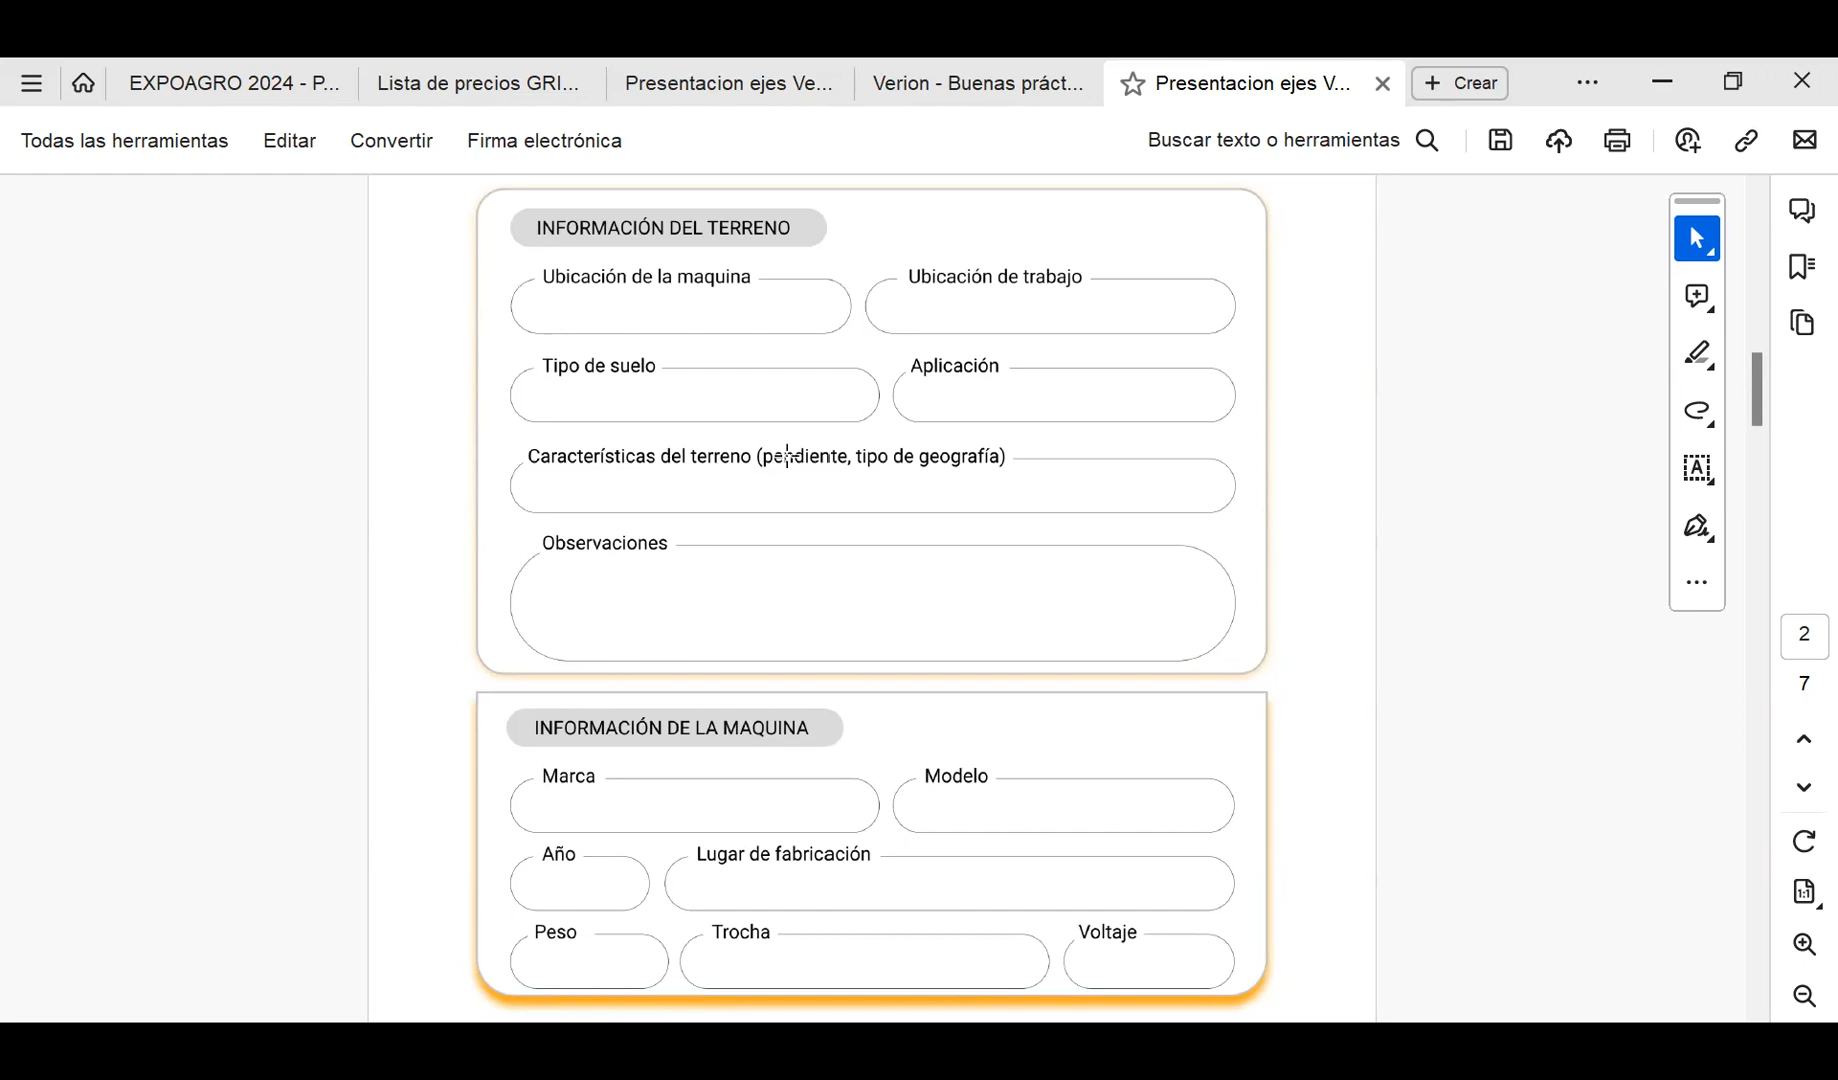 EXPOAGRO 2024 - P... Lista de precios GRI... Presentacion ejes Ve... Verion - Buenas práct... Presentacion ejes V... Crear
Todas las herramientas Editar Convertir Firma electrónica Buscar texto o herramientas
INFORMACIÓN DEL TERRENO
Ubicación de la maquina Ubicación de trabajo
Tipo de suelo Aplicación
Características del terreno (pendiente, tipo de geografía)
Observaciones
INFORMACIÓN DE LA MAQUINA
Marca Modelo
Año Lugar de fabricación
Peso Trocha Voltaje
A
2
7
1:1